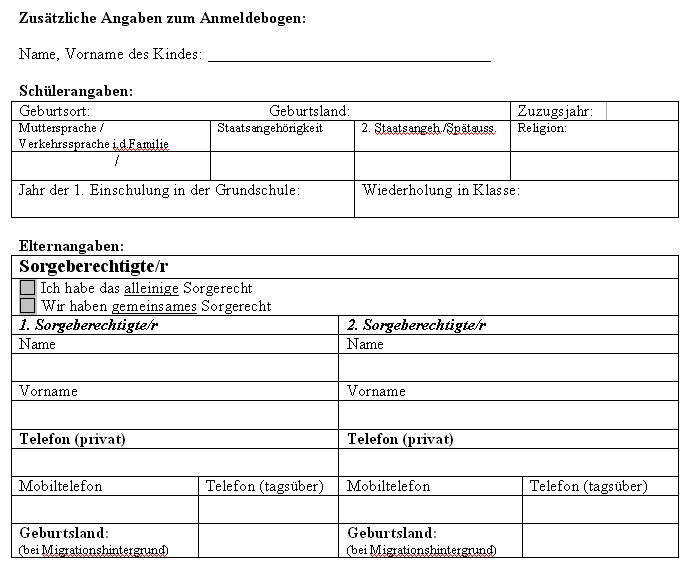 Zusätzliche Angaben zum Anmeldebogen:
Name, Vorname des Kindes:
Schülerangaben:
Geburtsort: Geburtsland: Zuzugsjahr:
Muttersprache / Staatsangehörigkeit 2. Staatsangeh./Spätauss. Religion:
Verkehrssprache i.d.Familie
/
Jahr der 1. Einschulung in der Grundschule: Wiederholung in Klasse:
Elternangaben:
Sorgeberechtigte/r
Ich habe das alleinige Sorgerecht
Wir haben gemeinsames Sorgerecht
1. Sorgeberechtigte/r 2. Sorgeberechtigte/r
Name Name
Vorname Vorname
Telefon (privat) Telefon (privat)
Mobiltelefon Telefon (tagsüber) Mobiltelefon Telefon (tagsüber)
Geburtsland: Geburtsland:
(bei Migrationshintergrund) (bei Migrationshintergrund)